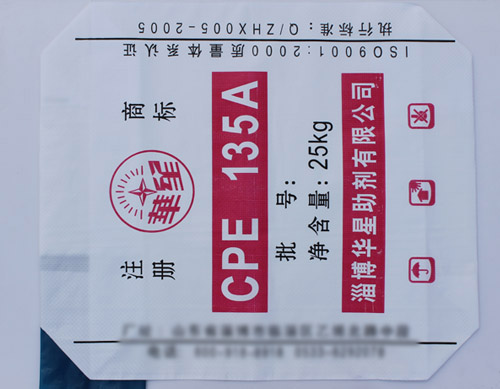 注册 商标
華星
CPE 135A
批 号:
净含量: 25kg
淄博华星助剂有限公司
ISO9001:2000质量体系认证
执行标准: Q/ZHX005-2005